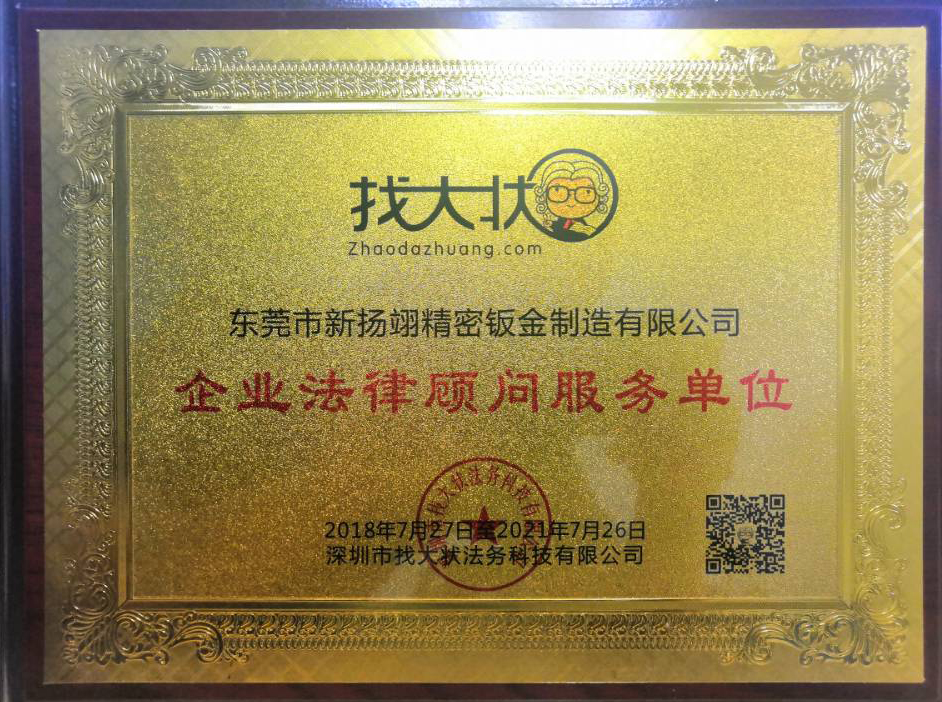 找大状
Zhaodazhuang.com
东莞市新扬翊精密钣金制造有限公司
企业法律顾问服务单位
2018年7月27日至2021年7月26日
深圳市找大状法务科技有限公司